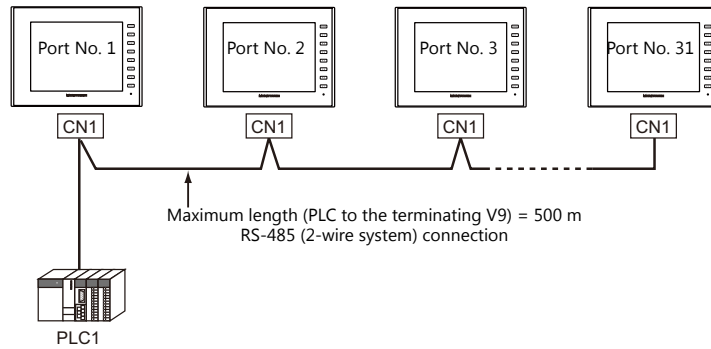 Port No. 1
Port No. 2
Port No. 3
Port No. 31
CN1
CN1
CN1
CN1
Maximum length (PLC to the terminating V9) = 500 m
RS-485 (2-wire system) connection
PLC1